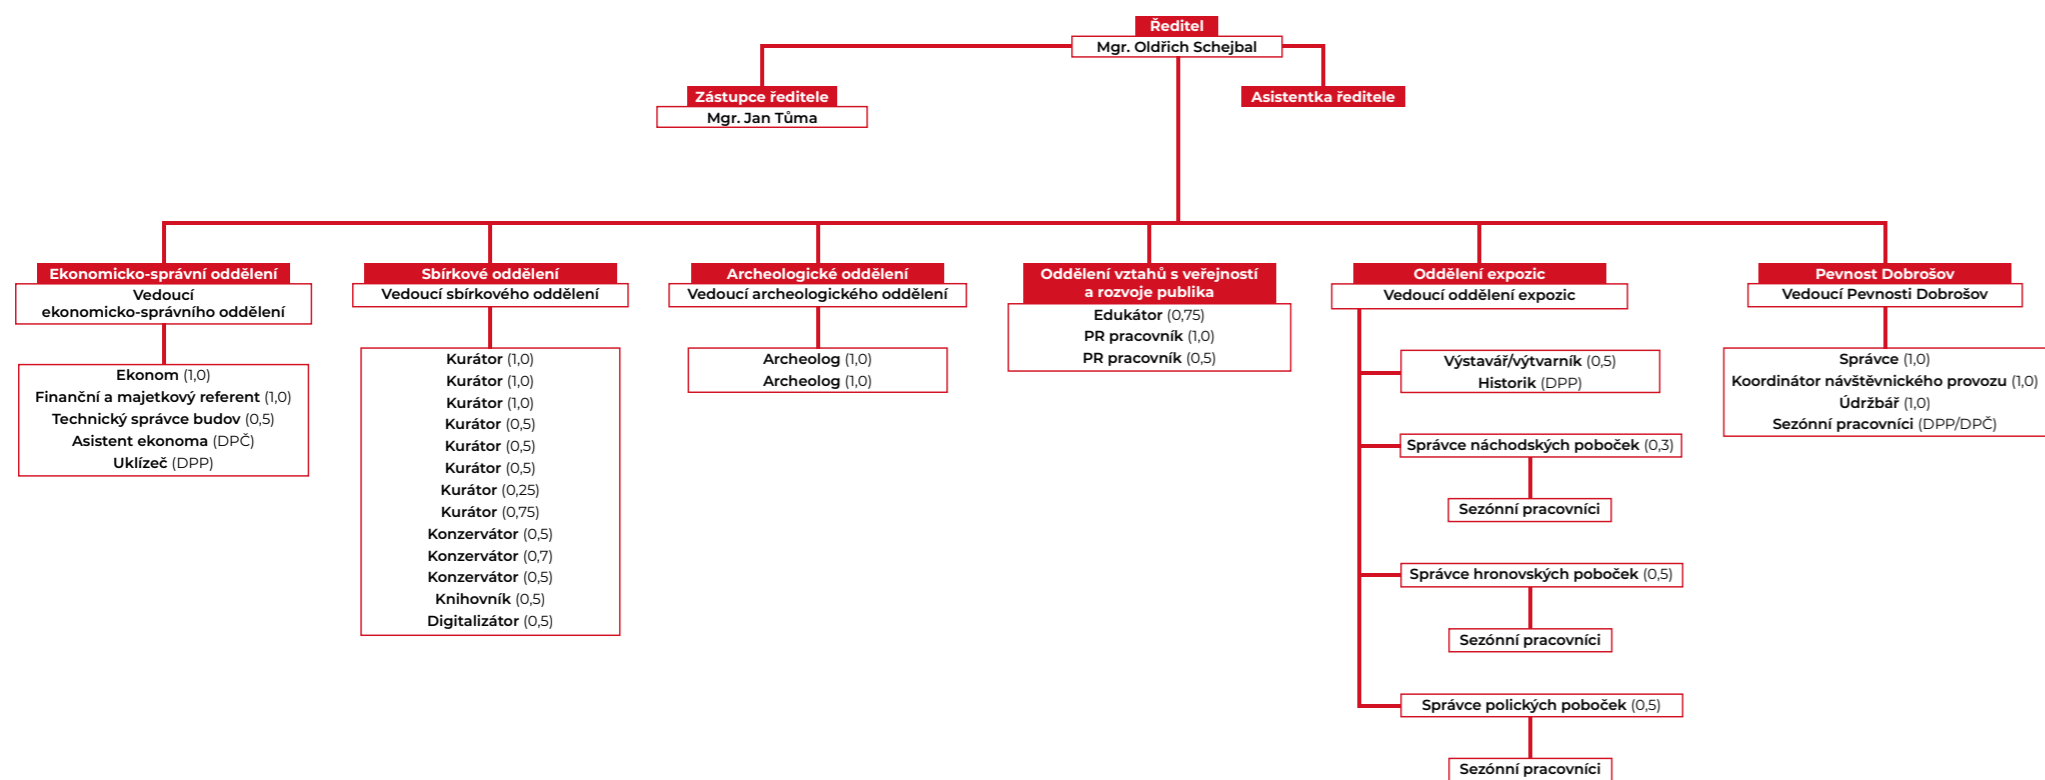 Ředitel
Mgr. Oldřich Schejbal
Zástupce ředitele
Mgr. Jan Tůma
Asistentka ředitele
Ekonomicko-správní oddělení
Vedoucí
ekonomicko-správního oddělení
Ekonom (1,0)
Finanční a majetkový referent (1,0)
Technický správce budov (0,5)
Asistent ekonoma (DPČ)
Uklízeč (DPP)
Sbírkové oddělení
Vedoucí sbírkového oddělení
Kurátor (1,0)
Kurátor (1,0)
Kurátor (1,0)
Kurátor (0,5)
Kurátor (0,5)
Kurátor (0,5)
Kurátor (0,25)
Kurátor (0,75)
Konzervátor (0,5)
Konzervátor (0,7)
Konzervátor (0,5)
Knihovník (0,5)
Digitalizátor (0,5)
Archeologické oddělení
Vedoucí archeologického oddělení
Archeolog (1,0)
Archeolog (1,0)
Oddělení vztahů s veřejností
a rozvoje publika
Edukátor (0,75)
PR pracovník (1,0)
PR pracovník (0,5)
Oddělení expozic
Vedoucí oddělení expozic
Výstavář/výtvarník (0,5)
Historik (DPP)
Správce náchodských poboček (0,3)
Sezónní pracovníci
Správce hronovských poboček (0,5)
Sezónní pracovníci
Správce polických poboček (0,5)
Sezónní pracovníci
Pevnost Dobrošov
Vedoucí Pevnosti Dobrošov
Správce (1,0)
Koordinátor návštěvnického provozu (1,0)
Údržbář (1,0)
Sezónní pracovníci (DPP/DPČ)